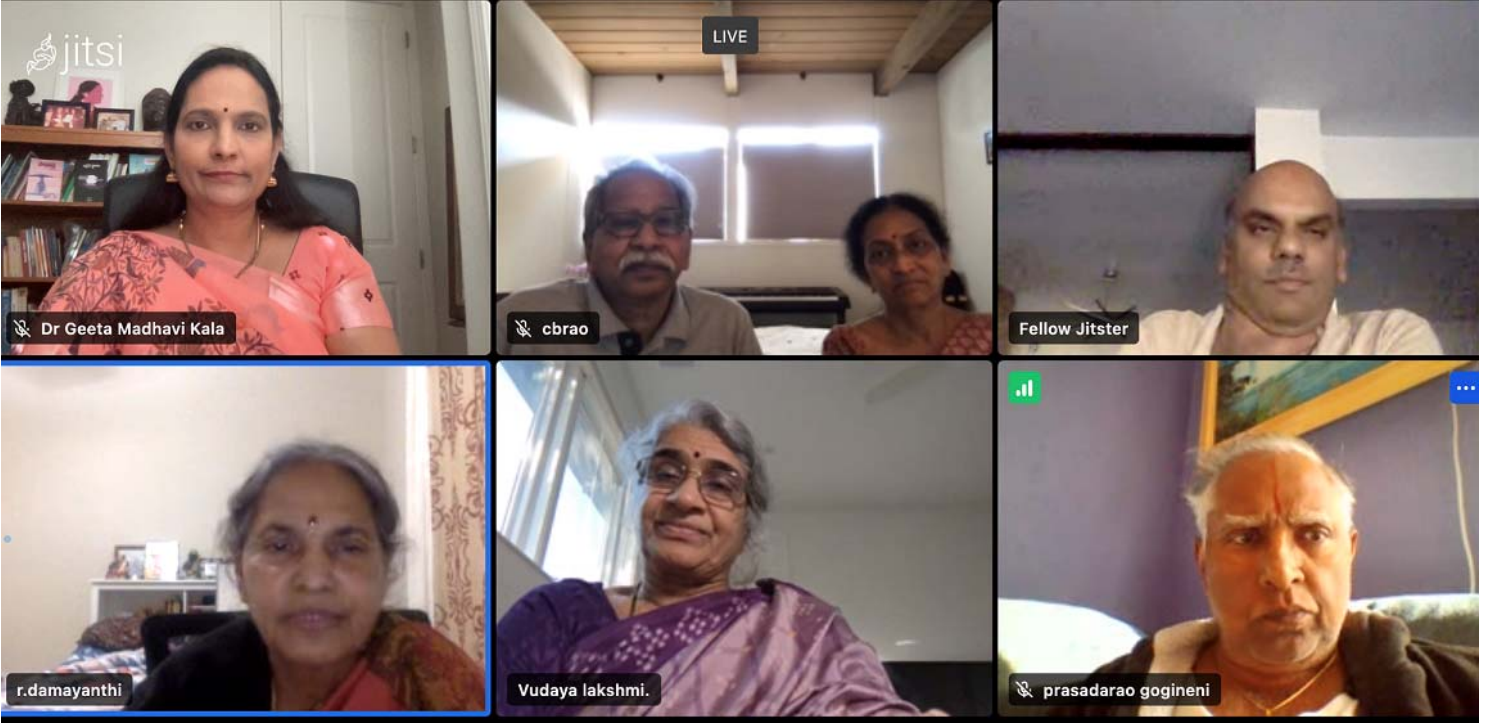 jitsi
LIVE
Dr Geeta Madhavi Kala
cbrao
Fellow Jitster
r.damayanthi
Vudaya lakshmi.
prasadarao gogineni